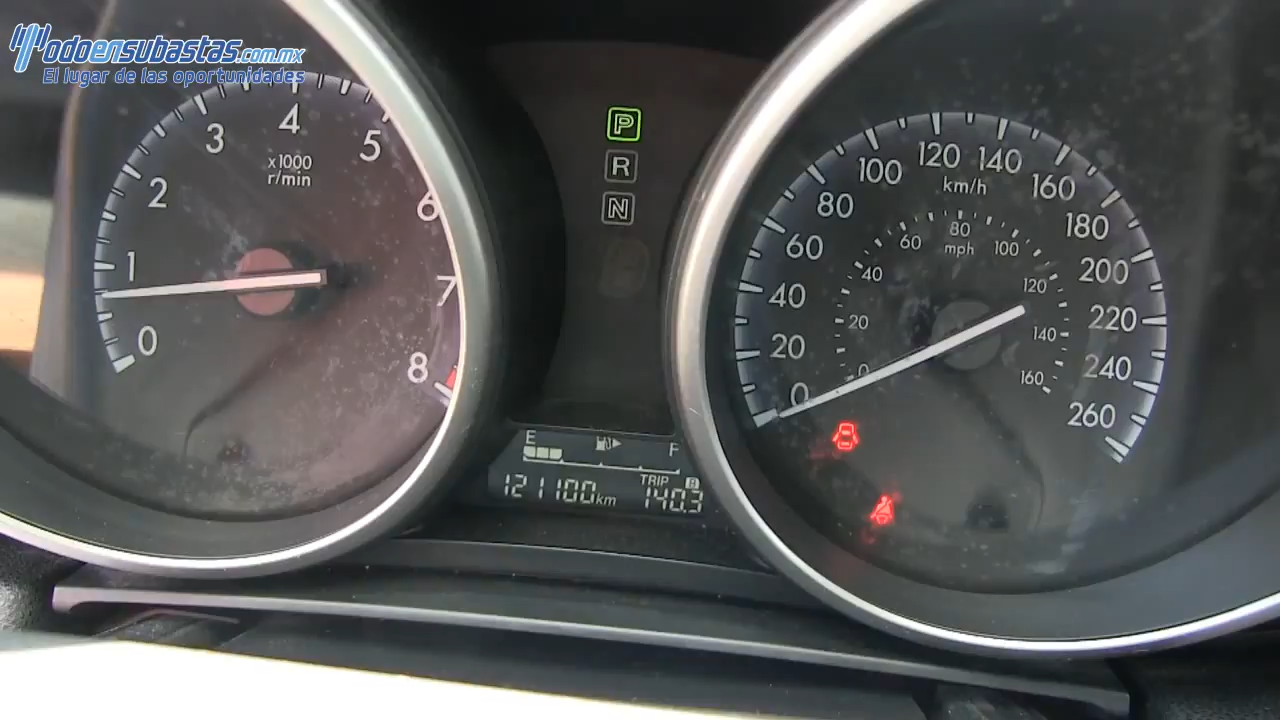 Todoensubastas.com.mx
El lugar de las oportunidades
0
1
2
3
4
5
6
7
8
x1000
r/min
P
R
N
0
20
40
60
80
100
120
140
160
180
200
220
240
260
km/h
0
20
40
60
80
100
120
140
160
mph
E
F
TRIP B
121100km
140.3